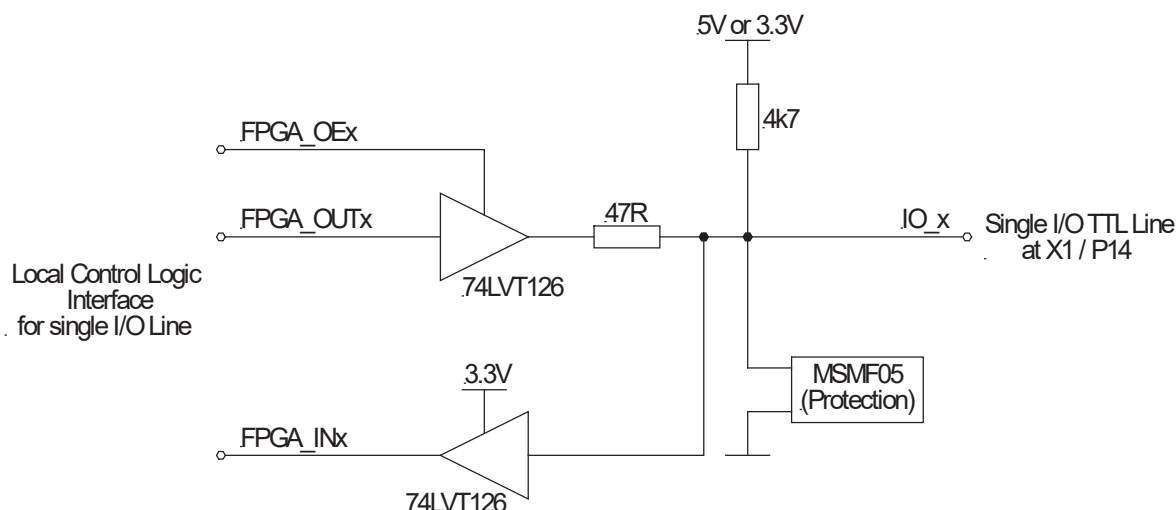 5V or 3.3V
4k7
FPGA_OEx
FPGA_OUTx
47R
IO_x
Single I/O TTL Line
at X1 / P14
74LVT126
Local Control Logic
Interface
for single I/O Line
3.3V
MSMF05
(Protection)
FPGA_INx
74LVT126